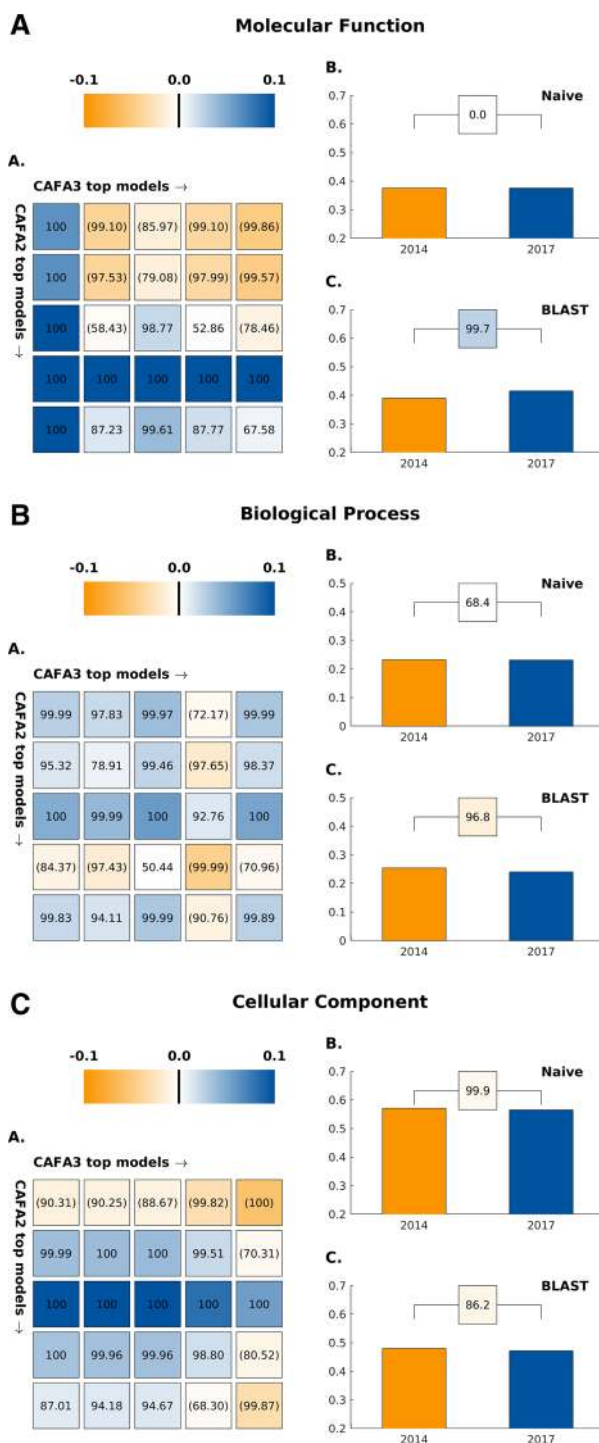 A
Molecular Function
-0.1 0.0 0.1
A.
CAFA3 top models →
CAFA2 top models →
100 (99.10) (85.97) (99.10) (99.86)
100 (97.53) (79.08) (97.99) (99.57)
100 (58.43) 98.77 52.86 (78.46)
100 100 100 100 100
100 87.23 99.61 87.77 67.58
B.
Naive
0.0
0.7
0.6
0.5
0.4
0.3
0.2
2014 2017
C.
BLAST
99.7
0.7
0.6
0.5
0.4
0.3
0.2
2014 2017
B
Biological Process
-0.1 0.0 0.1
A.
CAFA3 top models →
CAFA2 top models →
99.99 97.83 99.97 (72.17) 99.99
95.32 78.91 99.46 (97.65) 98.37
100 99.99 100 92.76 100
(84.37) (97.43) 50.44 (99.99) (70.96)
99.83 94.11 99.99 (90.76) 99.89
B.
Naive
68.4
0.5
0.4
0.3
0.2
0.1
0
2014 2017
C.
BLAST
96.8
0.5
0.4
0.3
0.2
0.1
0
2014 2017
C
Cellular Component
-0.1 0.0 0.1
A.
CAFA3 top models →
CAFA2 top models →
(90.31) (90.25) (88.67) (99.82) (100)
99.99 100 100 99.51 (70.31)
100 100 100 100 100
100 99.96 99.96 98.80 (80.52)
87.01 94.18 94.67 (68.30) (99.87)
B.
Naive
99.9
0.7
0.6
0.5
0.4
0.3
0.2
2014 2017
C.
BLAST
86.2
0.7
0.6
0.5
0.4
0.3
0.2
2014 2017